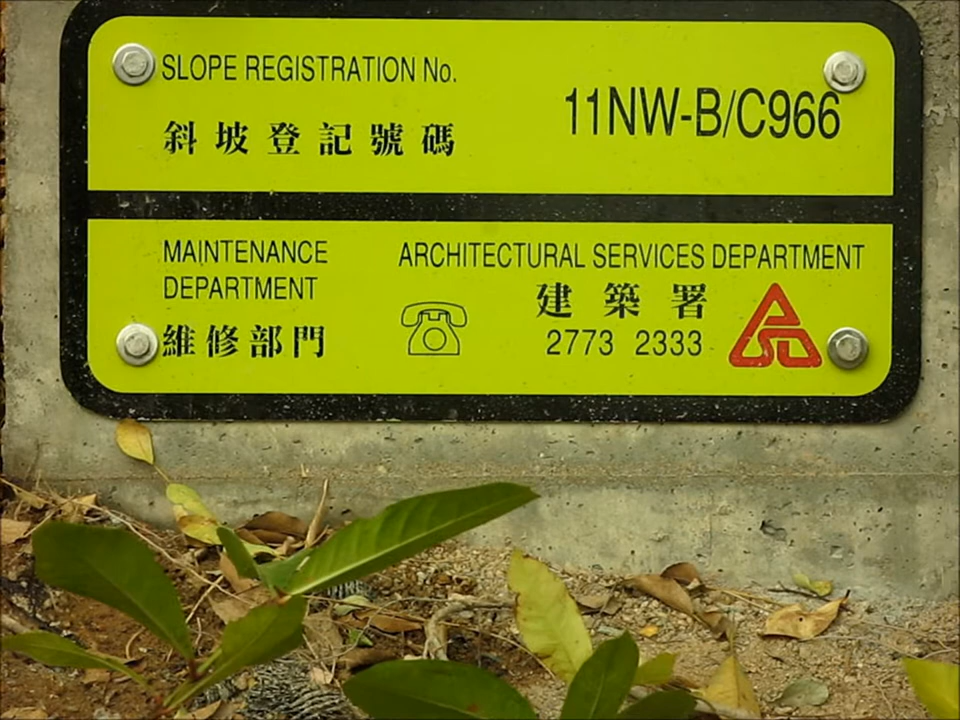 SLOPE REGISTRATION No.
斜坡登記號碼
11NW-B/C966
MAINTENANCE
DEPARTMENT
維修部門
ARCHITECTURAL SERVICES DEPARTMENT
建築署
2773 2333